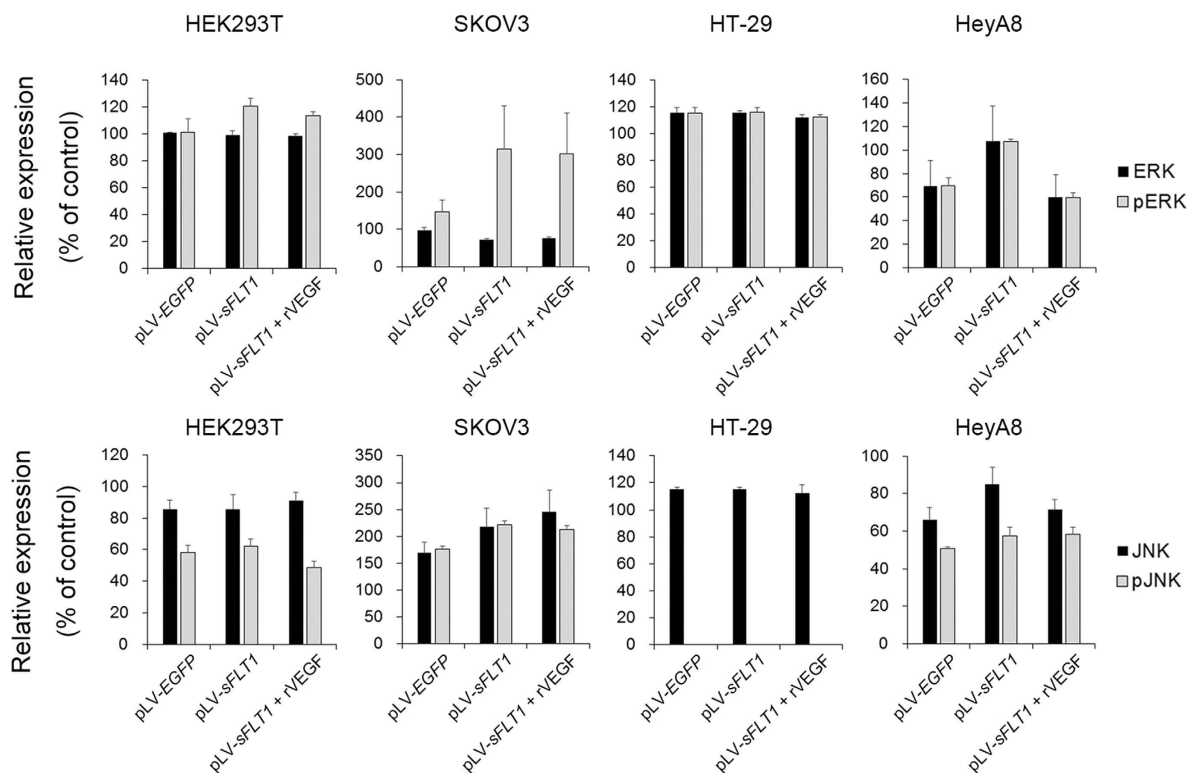 HEK293T
SKOV3
HT-29
HeyA8
Relative expression
(% of control)
140
120
100
80
60
40
20
0
pLV-EGFP
pLV-sFLT1
pLV-sFLT1 + rVEGF
500
400
300
200
100
0
pLV-EGFP
pLV-sFLT1
pLV-sFLT1 + rVEGF
140
120
100
80
60
40
20
0
pLV-EGFP
pLV-sFLT1
pLV-sFLT1 + rVEGF
160
140
120
100
80
60
40
20
0
pLV-EGFP
pLV-sFLT1
pLV-sFLT1 + rVEGF
ERK
pERK
HEK293T
SKOV3
HT-29
HeyA8
Relative expression
(% of control)
120
100
80
60
40
20
0
pLV-EGFP
pLV-sFLT1
pLV-sFLT1 + rVEGF
350
300
250
200
150
100
50
0
pLV-EGFP
pLV-sFLT1
pLV-sFLT1 + rVEGF
140
120
100
80
60
40
20
0
pLV-EGFP
pLV-sFLT1
pLV-sFLT1 + rVEGF
100
80
60
40
20
0
pLV-EGFP
pLV-sFLT1
pLV-sFLT1 + rVEGF
JNK
pJNK